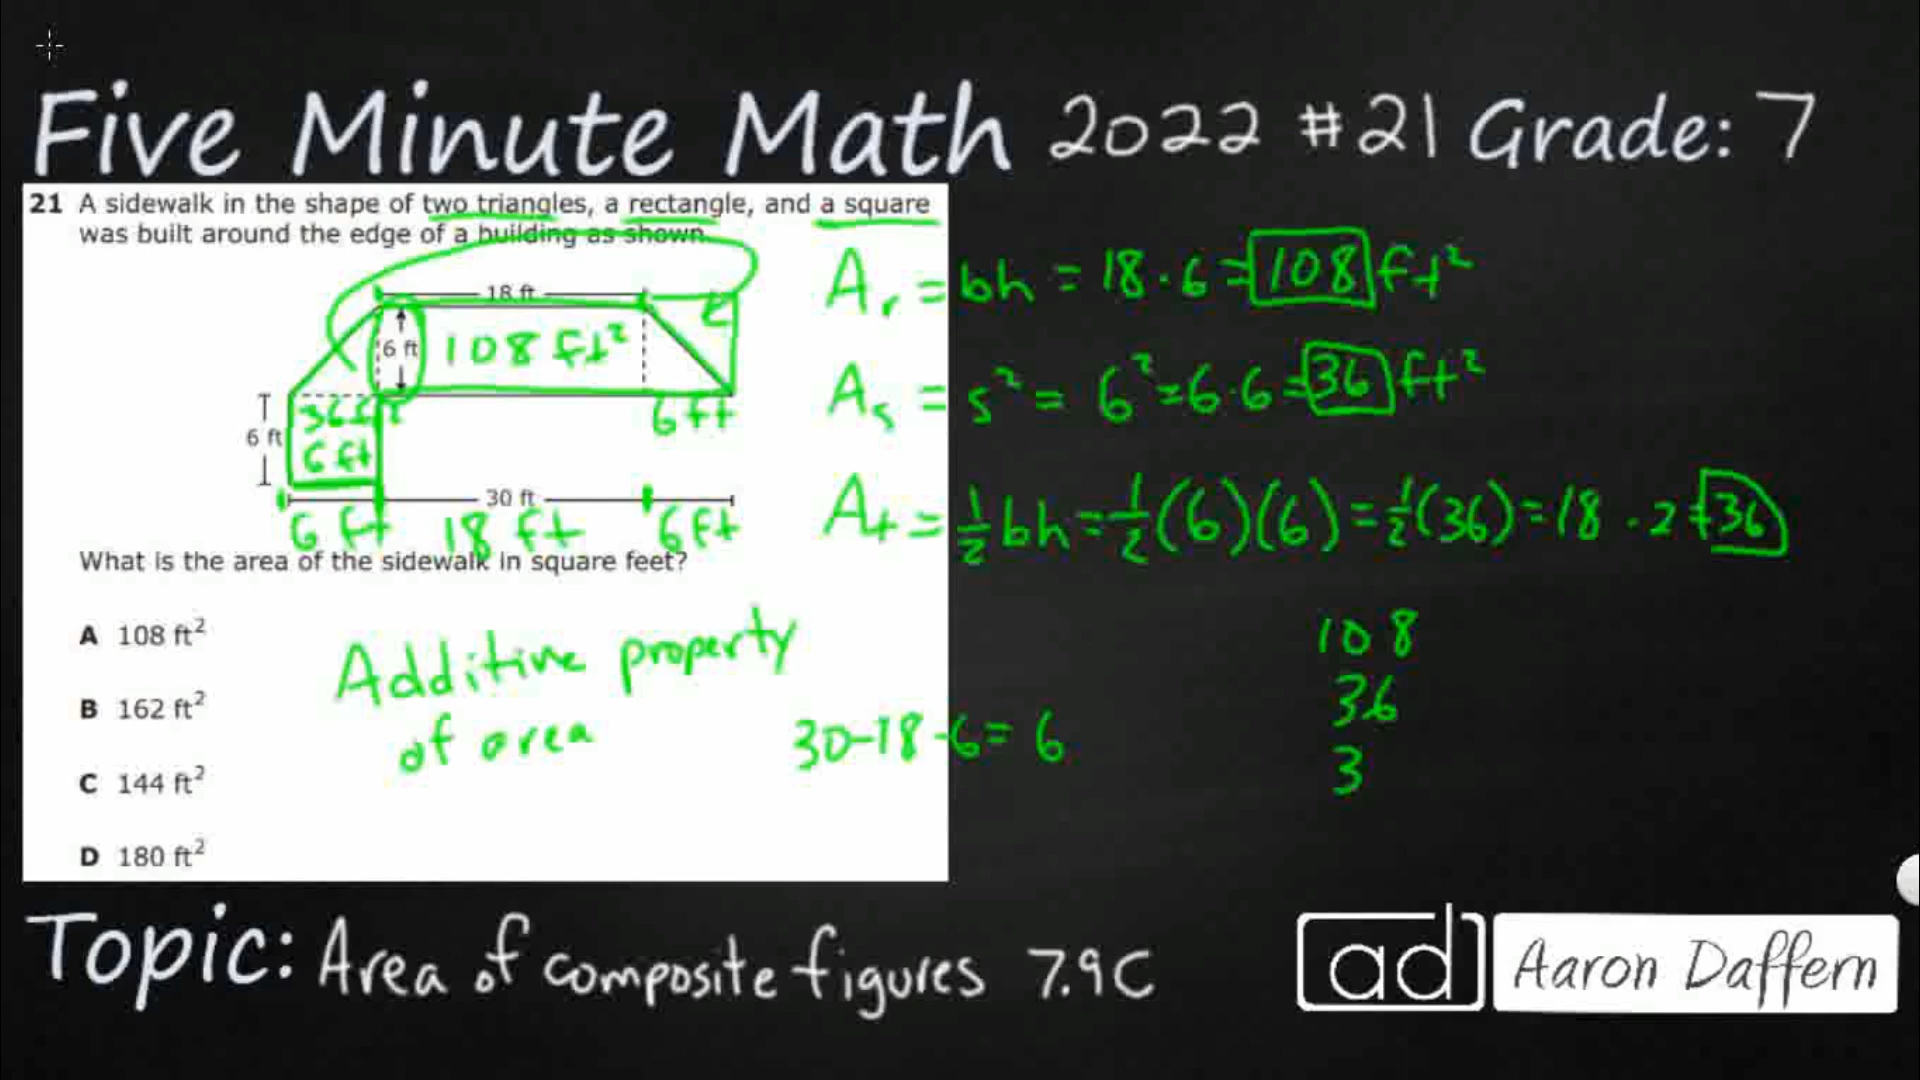 Five Minute Math 2022 #21 Grade: 7
21 A sidewalk in the shape of two triangles, a rectangle, and a square
was built around the edge of a building as shown.
18 ft
6 ft 108 ft²
36 ft² 6 ft
6 ft 6 ft
30 ft
6 ft 18 ft 6 ft
What is the area of the sidewalk in square feet?
A 108 ft²
B 162 ft²
C 144 ft²
D 180 ft²
Additive property
of area
30-18-6=6
Ar = bh = 18·6 = 108 ft²
As = s² = 6² = 6·6 = 36 ft²
At = 1/2 bh = 1/2 (6)(6) = 1/2 (36) = 18 · 2 = 36
108
36
3
Topic: Area of composite figures 7.9C
ad Aaron Daffern